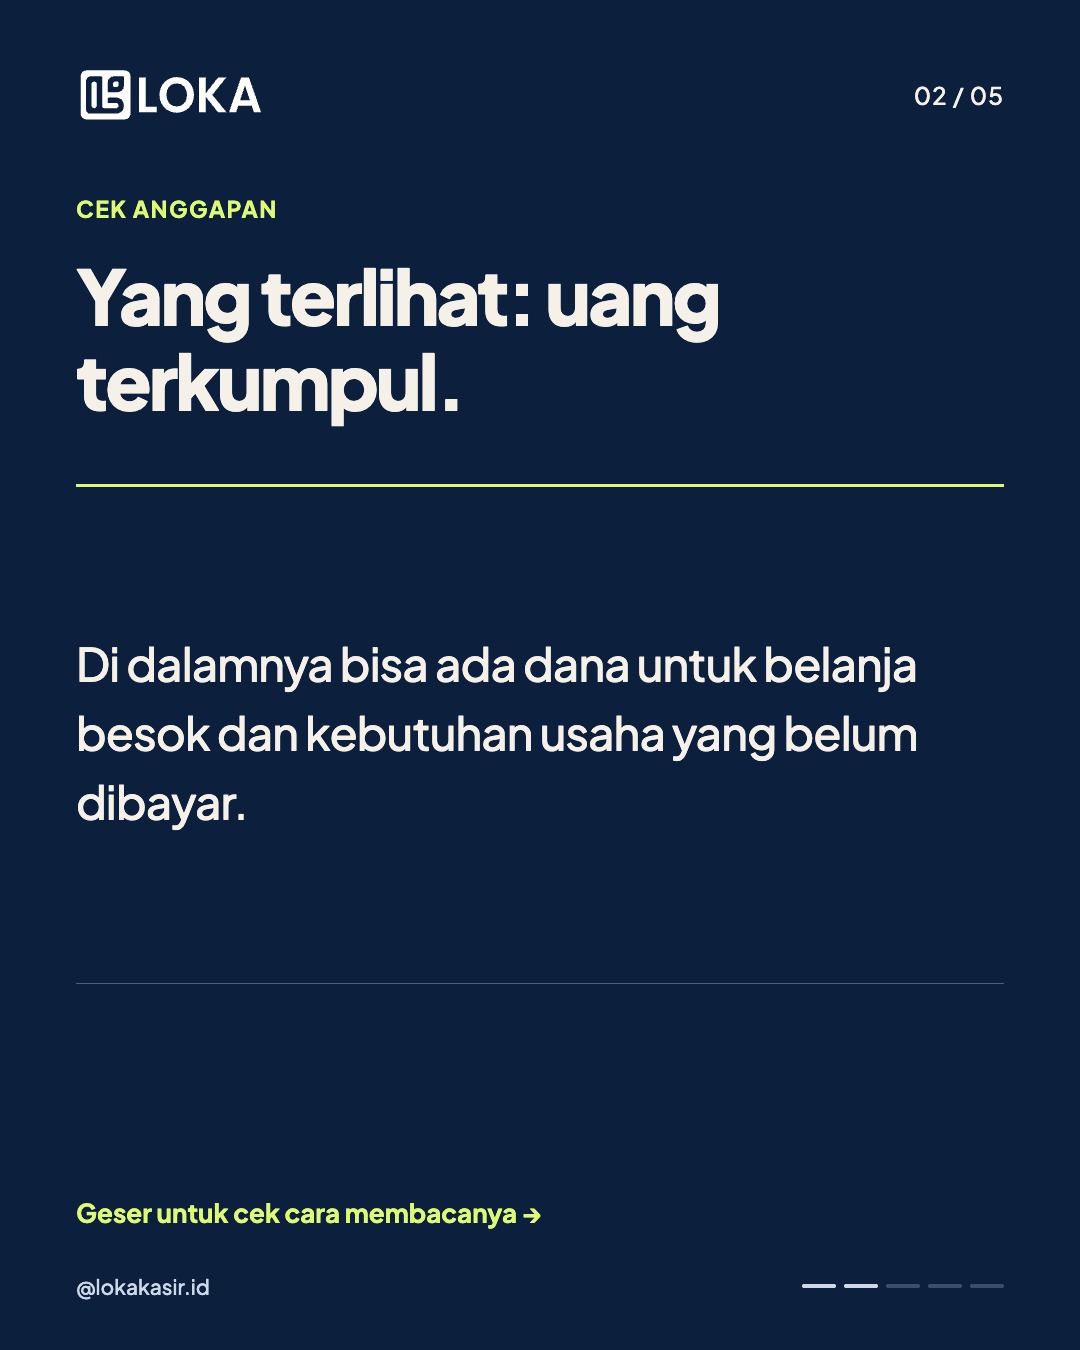 LOKA
02 / 05
CEK ANGGAPAN
Yang terlihat: uang
terkumpul.
Di dalamnya bisa ada dana untuk belanja
besok dan kebutuhan usaha yang belum
dibayar.
Geser untuk cek cara membacanya →
@lokakasir.id